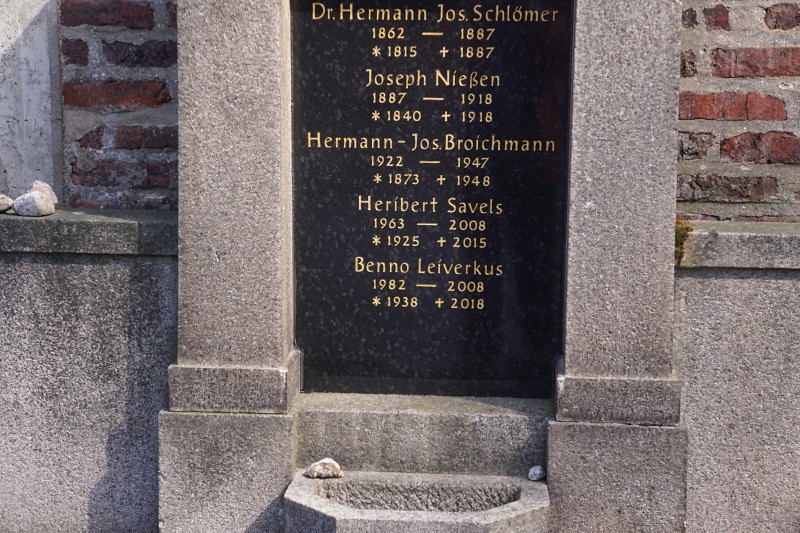 Dr. Hermann Jos. Schlömer
1862 — 1887
* 1815 + 1887
Joseph Nießen
1887 — 1918
* 1840 + 1918
Hermann-Jos. Broichmann
1922 — 1947
* 1873 + 1948
Heribert Savels
1963 — 2008
* 1925 + 2015
Benno Leiverkus
1982 — 2008
* 1938 + 2018